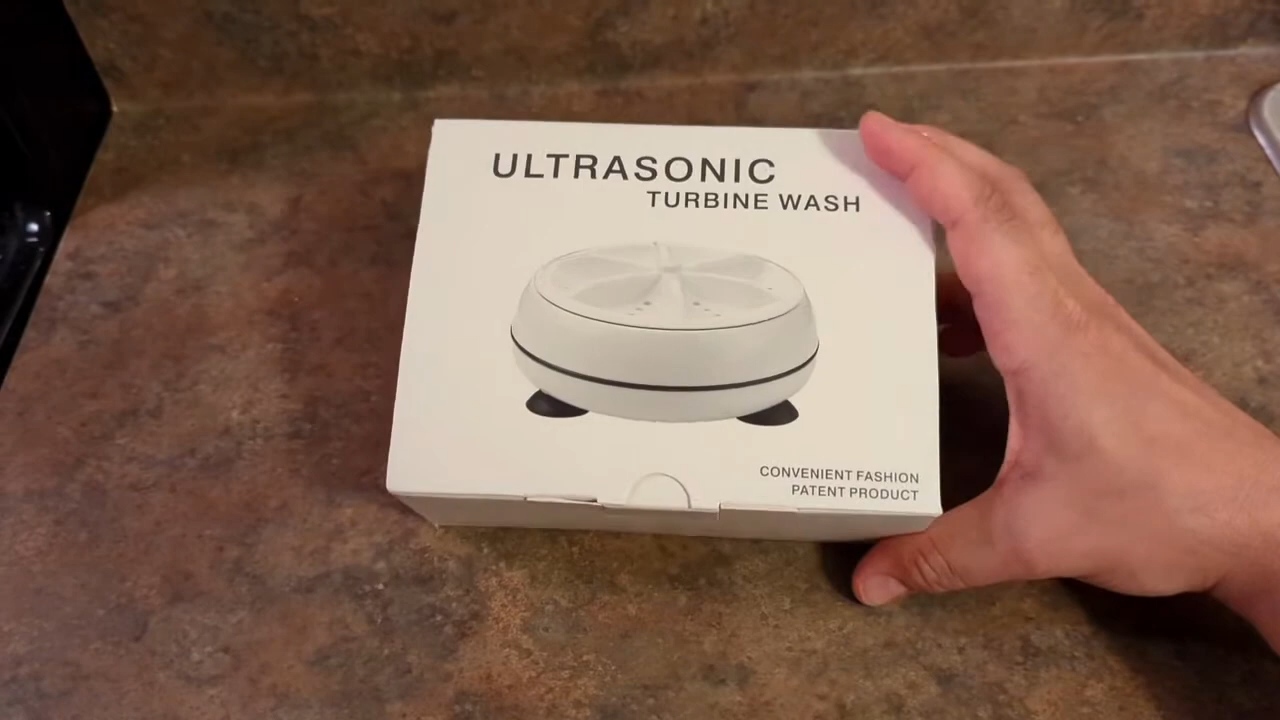 ULTRASONIC
TURBINE WASH
CONVENIENT FASHION
PATENT PRODUCT